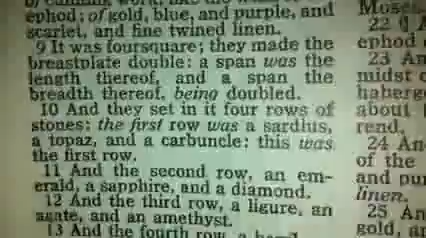 ephod; of gold, blue, and purple, and
scarlet, and fine twined linen.
9 It was foursquare; they made the
breastplate double: a span was the
length thereof, and a span the
breadth thereof, being doubled.
10 And they set in it four rows of
stones: the first row was a sardius,
a topaz, and a carbuncle: this was
the first row.
11 And the second row, an em-
erald, a sapphire, and a diamond.
12 And the third row, a ligure, an
agate, and an amethyst.
13 And the fourth row, a
22 ¶
ephod
23 An
midst
haberg
about
rend.
24 An
of the
and pu
linen.
25 An
gold, a